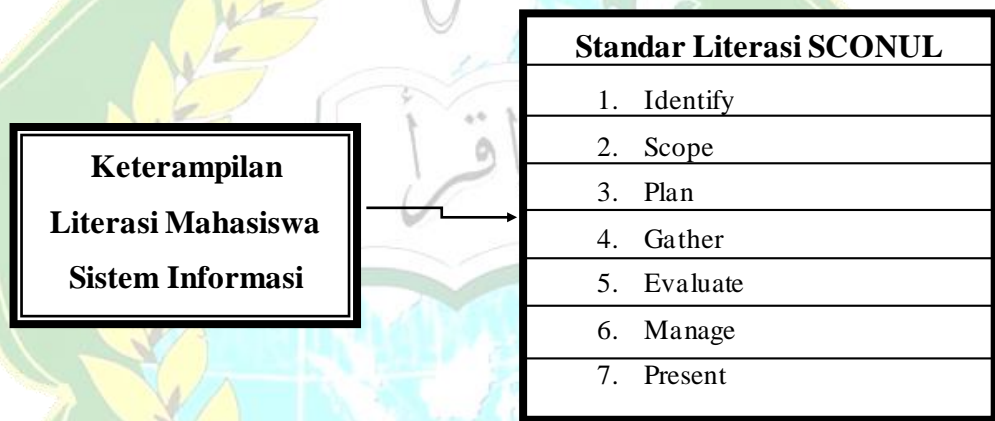 Keterampilan
Literasi Mahasiswa
Sistem Informasi
Standar Literasi SCONUL
1. Identify
2. Scope
3. Plan
4. Gather
5. Evaluate
6. Manage
7. Present